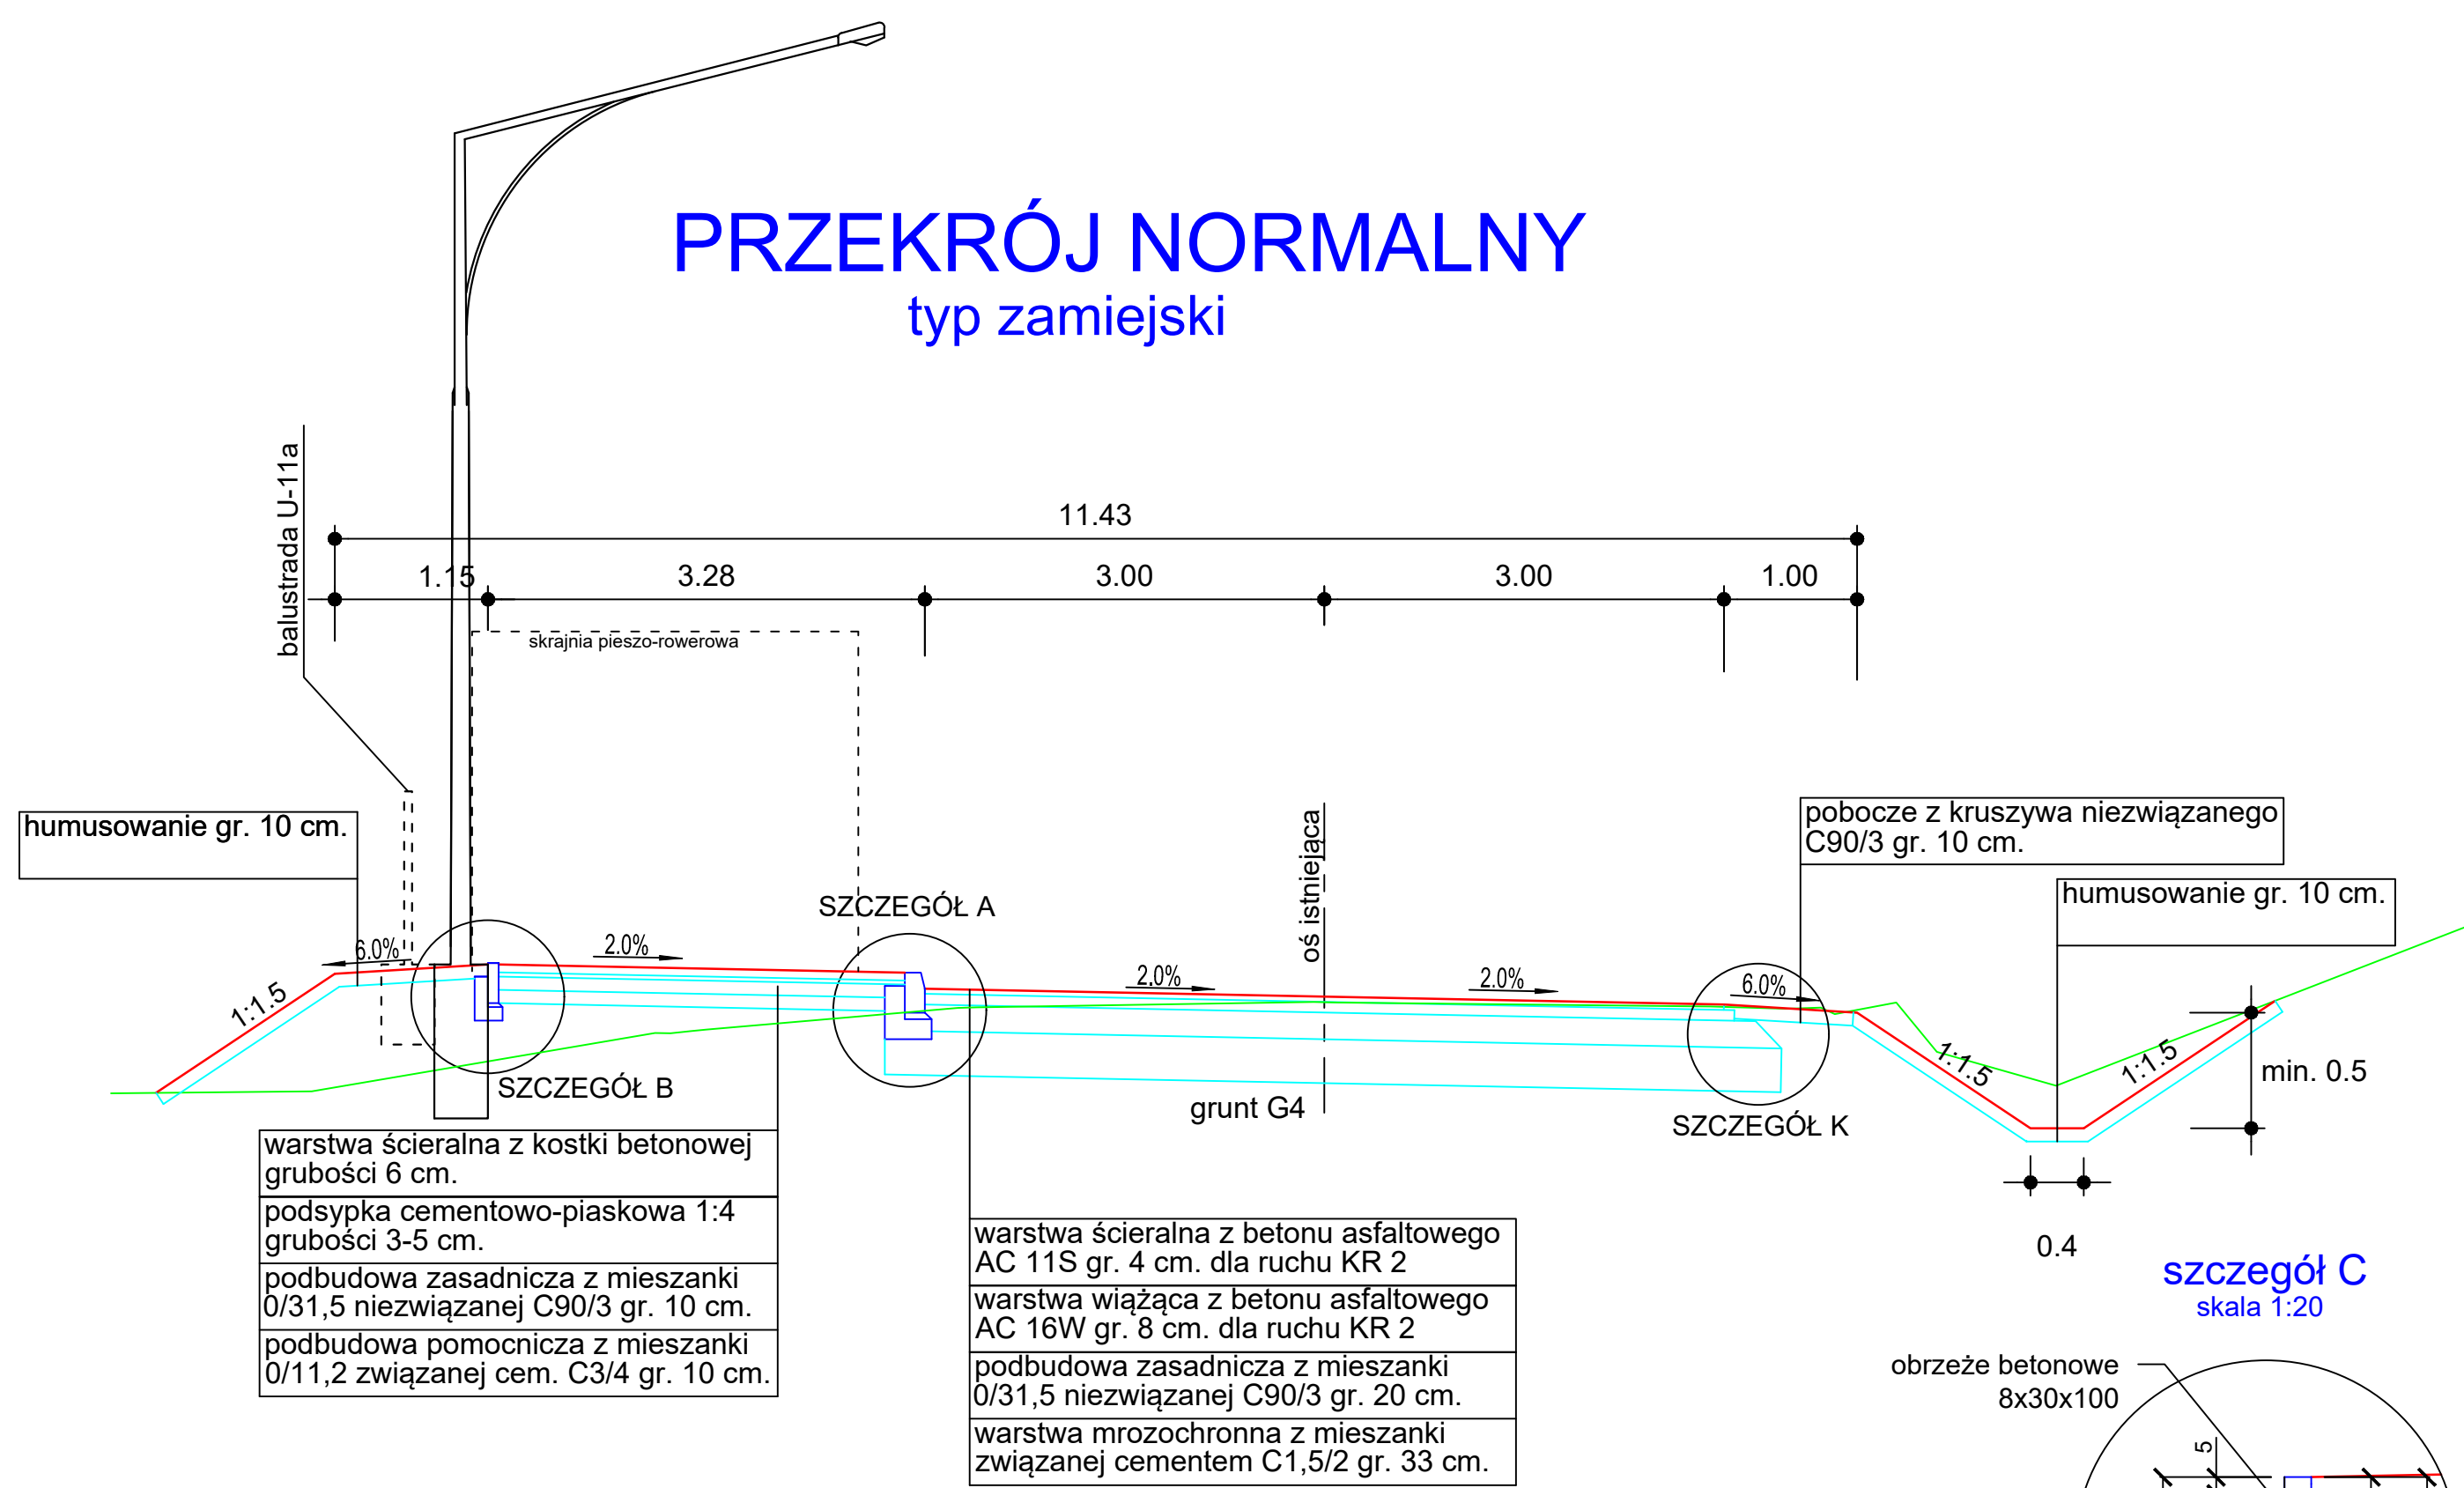 PRZEKRÓJ NORMALNY
typ zamiejski
balustrada U-11a
11.43
1.15
3.28
3.00
3.00
1.00
skrajnia pieszo-rowerowa
humusowanie gr. 10 cm.
oś istniejąca
pobocze z kruszywa niezwiązanego
C90/3 gr. 10 cm.
humusowanie gr. 10 cm.
SZCZEGÓŁ A
6.0%
2.0%
2.0%
2.0%
6.0%
1:1.5
1:1.5
1:1.5
min. 0.5
SZCZEGÓŁ B
grunt G4
SZCZEGÓŁ K
warstwa ścieralna z kostki betonowej
grubości 6 cm.
podsypka cementowo-piaskowa 1:4
grubości 3-5 cm.
podbudowa zasadnicza z mieszanki
0/31,5 niezwiązanej C90/3 gr. 10 cm.
podbudowa pomocnicza z mieszanki
0/11,2 związanej cem. C3/4 gr. 10 cm.
warstwa ścieralna z betonu asfaltowego
AC 11S gr. 4 cm. dla ruchu KR 2
warstwa wiążąca z betonu asfaltowego
AC 16W gr. 8 cm. dla ruchu KR 2
podbudowa zasadnicza z mieszanki
0/31,5 niezwiązanej C90/3 gr. 20 cm.
warstwa mrozochronna z mieszanki
związanej cementem C1,5/2 gr. 33 cm.
0.4
szczegół C
skala 1:20
obrzeże betonowe
8x30x100
5